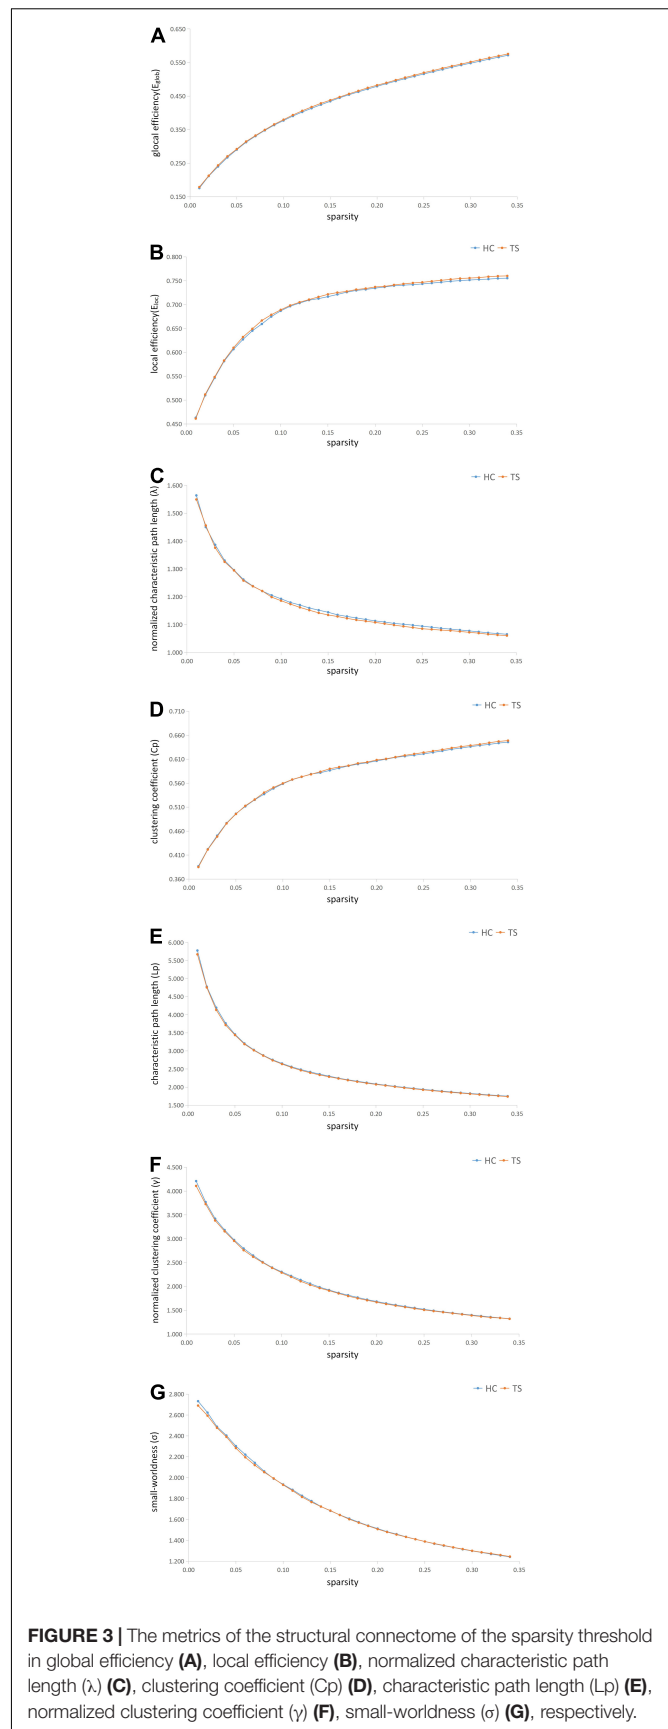 A
0.650
0.550
0.450
0.350
0.250
0.150
glocal efficiency(Eglob)
0.00 0.05 0.10 0.15 0.20 0.25 0.30 0.35
sparsity
HC TS
B
0.800
0.750
0.700
0.650
0.600
0.550
0.500
0.450
local efficiency(Eloc)
0.00 0.05 0.10 0.15 0.20 0.25 0.30 0.35
sparsity
HC TS
C
1.600
1.500
1.400
1.300
1.200
1.100
1.000
normalized characteristic path length (λ)
0.00 0.05 0.10 0.15 0.20 0.25 0.30 0.35
sparsity
HC TS
D
0.710
0.660
0.610
0.560
0.510
0.460
0.410
0.360
clustering coefficient (Cp)
0.00 0.05 0.10 0.15 0.20 0.25 0.30 0.35
sparsity
HC TS
E
6.000
5.500
5.000
4.500
4.000
3.500
3.000
2.500
2.000
1.500
characteristic path length (Lp)
0.00 0.05 0.10 0.15 0.20 0.25 0.30 0.35
sparsity
HC TS
F
4.500
4.000
3.500
3.000
2.500
2.000
1.500
1.000
normalized clustering coefficient (γ)
0.00 0.05 0.10 0.15 0.20 0.25 0.30 0.35
sparsity
HC TS
G
2.800
2.600
2.400
2.200
2.000
1.800
1.600
1.400
1.200
small-worldness (σ)
0.00 0.05 0.10 0.15 0.20 0.25 0.30 0.35
sparsity
FIGURE 3 | The metrics of the structural connectome of the sparsity threshold
in global efficiency (A), local efficiency (B), normalized characteristic path
length (λ) (C), clustering coefficient (Cp) (D), characteristic path length (Lp) (E),
normalized clustering coefficient (γ) (F), small-worldness (σ) (G), respectively.